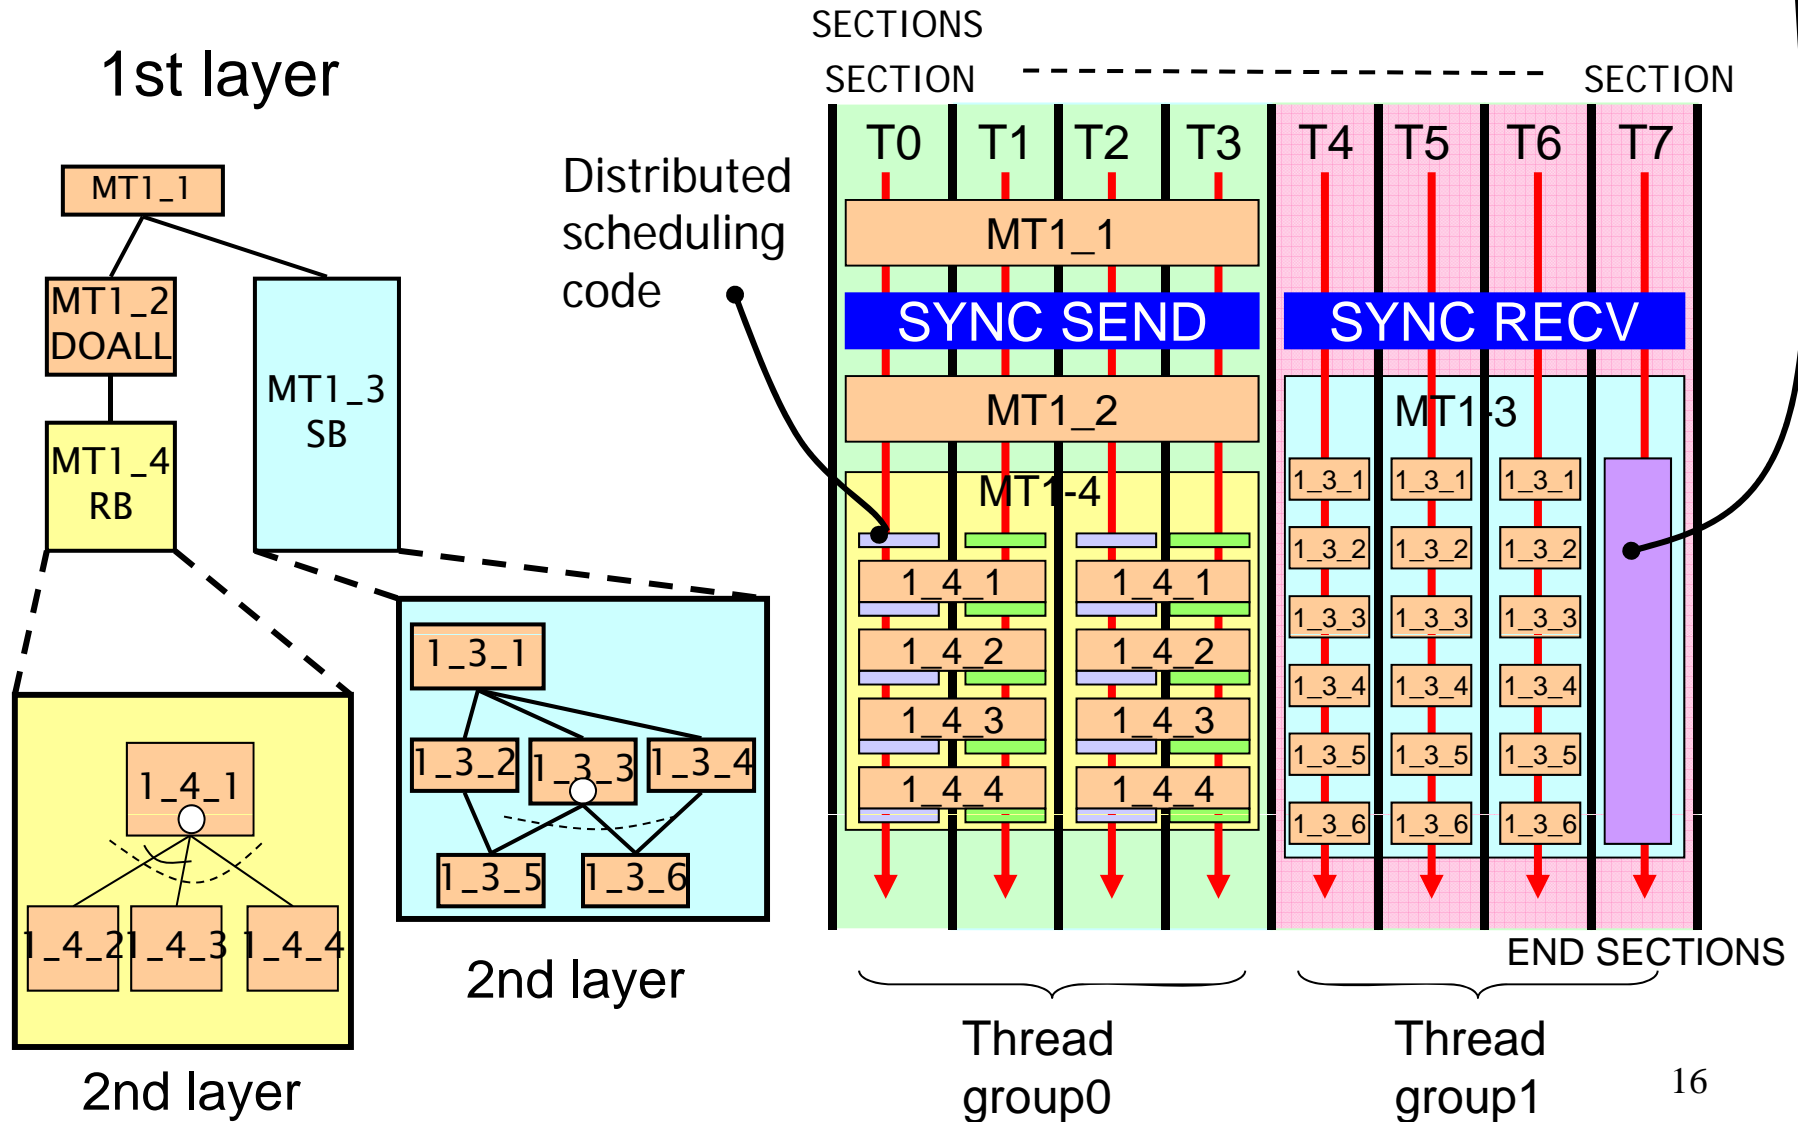 1st layer
MT1_1
MT1_2
DOALL
MT1_3
SB
MT1_4
RB
1_3_1
1_3_2
1_3_3
1_3_4
1_3_5
1_3_6
2nd layer
1_4_1
1_4_2
1_4_3
1_4_4
2nd layer
Distributed
scheduling
code
SECTIONS
SECTION
SECTION
T0 T1 T2 T3 T4 T5 T6 T7
MT1_1
SYNC SEND SYNC RECV
MT1_2
MT1-3
MT1-4
1_4_1 1_4_1
1_4_2 1_4_2
1_4_3 1_4_3
1_4_4 1_4_4
1_3_1 1_3_1 1_3_1
1_3_2 1_3_2 1_3_2
1_3_3 1_3_3 1_3_3
1_3_4 1_3_4 1_3_4
1_3_5 1_3_5 1_3_5
1_3_6 1_3_6 1_3_6
END SECTIONS
Thread
group0
Thread
group1
16